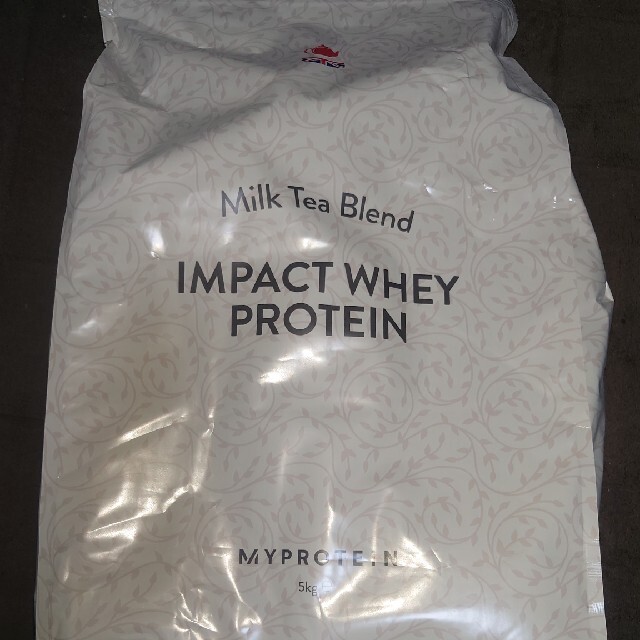 Milk Tea Blend
IMPACT WHEY
PROTEIN
MYPROTEIN
5kg